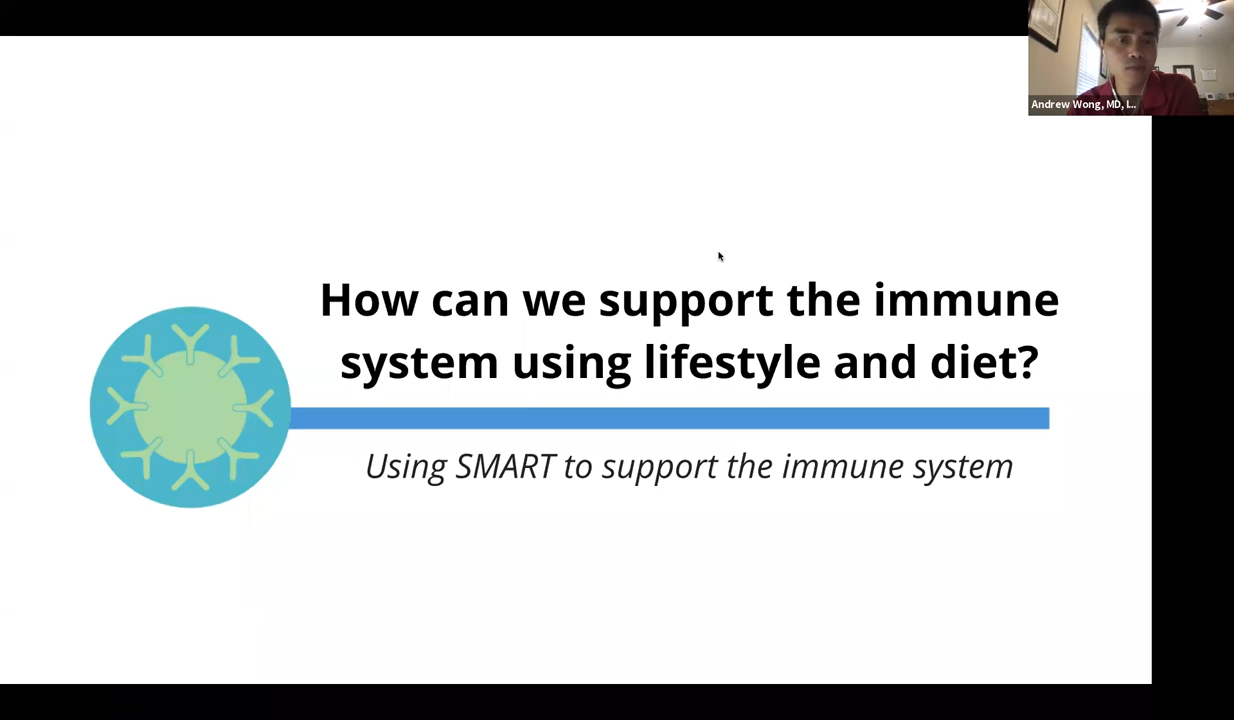 Andrew Wong, MD, L...
How can we support the immune
system using lifestyle and diet?
Using SMART to support the immune system